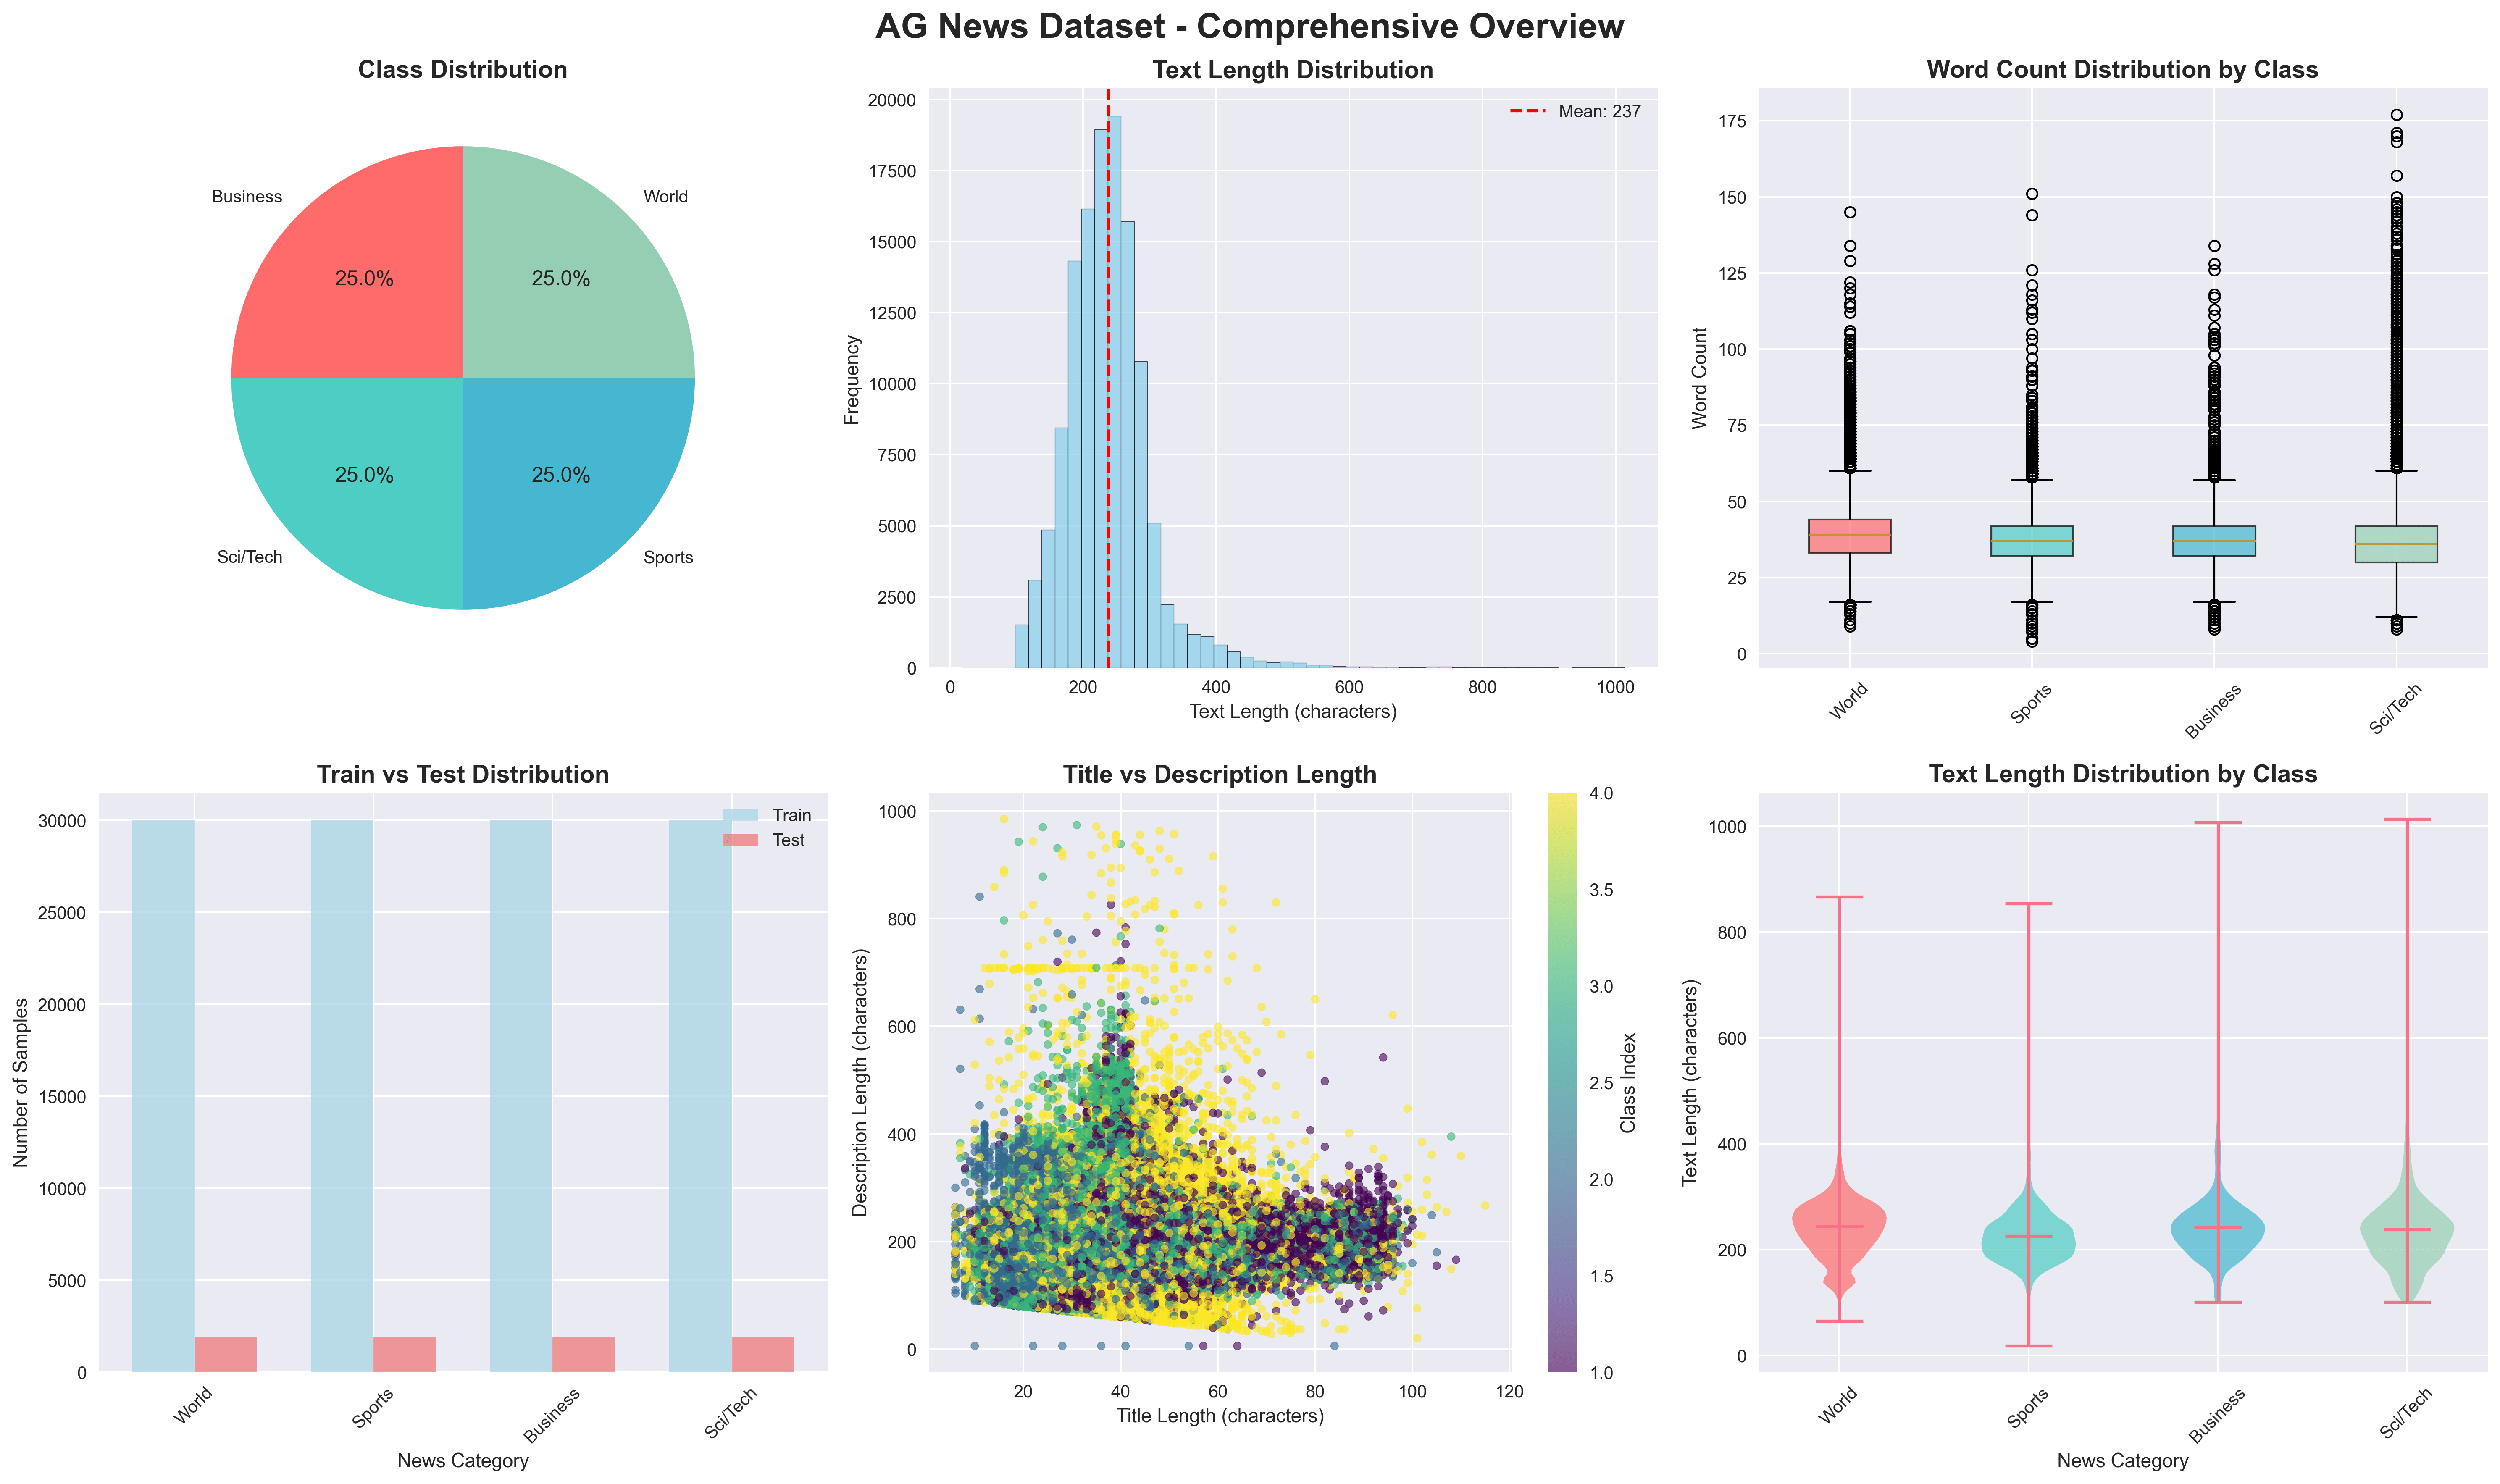 AG News Dataset - Comprehensive Overview
Class Distribution
Business
World
25.0%
25.0%
25.0%
25.0%
Sci/Tech
Sports
Text Length Distribution
Mean: 237
20000
17500
15000
12500
10000
7500
5000
2500
0
Frequency
0 200 400 600 800 1000
Text Length (characters)
Word Count Distribution by Class
175
150
125
100
75
50
25
0
Word Count
World
Sports
Business
Sci/Tech
Train vs Test Distribution
Train
Test
30000
25000
20000
15000
10000
5000
0
Number of Samples
World
Sports
Business
Sci/Tech
News Category
Title vs Description Length
1000
800
600
400
200
0
Description Length (characters)
20 40 60 80 100 120
Title Length (characters)
4.0
3.5
3.0
2.5
2.0
1.5
1.0
Class Index
Text Length Distribution by Class
1000
800
600
400
200
0
Text Length (characters)
World
Sports
Business
Sci/Tech
News Category